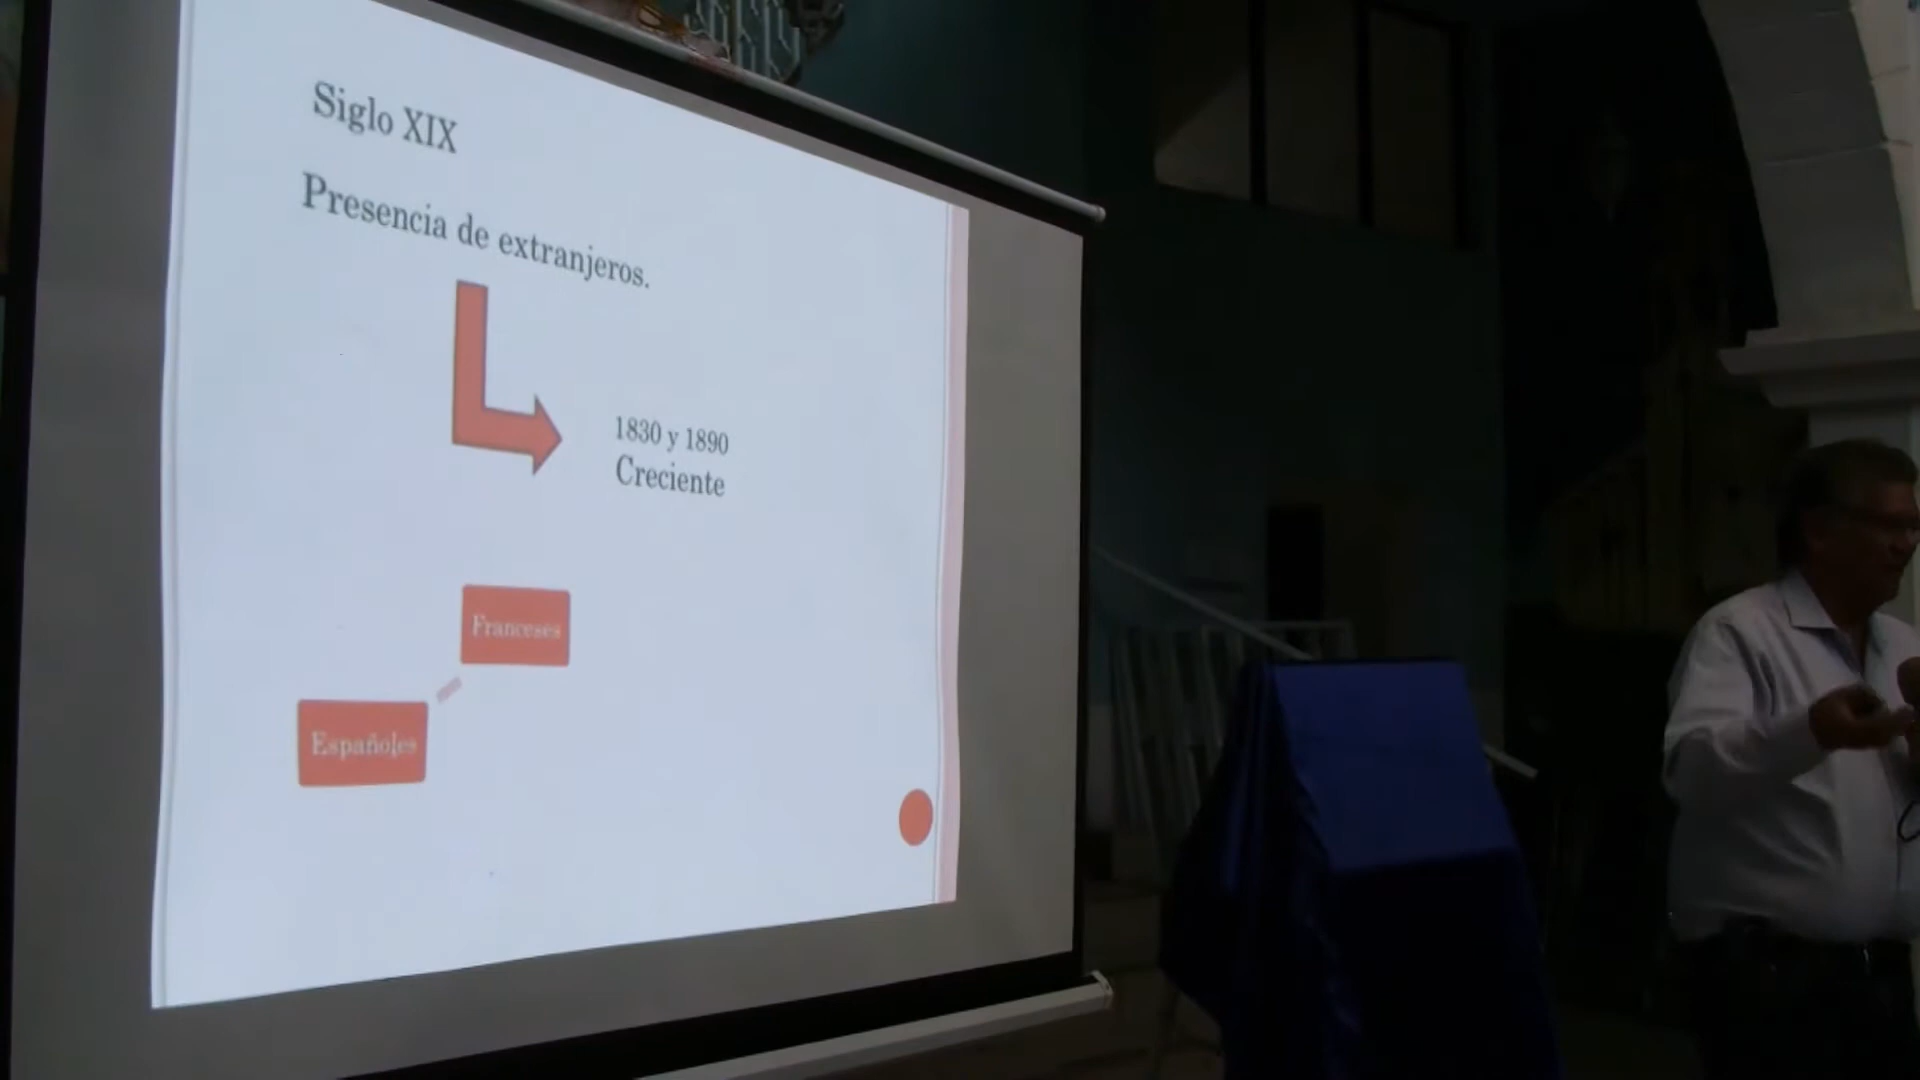 Siglo XIX
Presencia de extranjeros.
1830 y 1890
Creciente
Franceses
Españoles